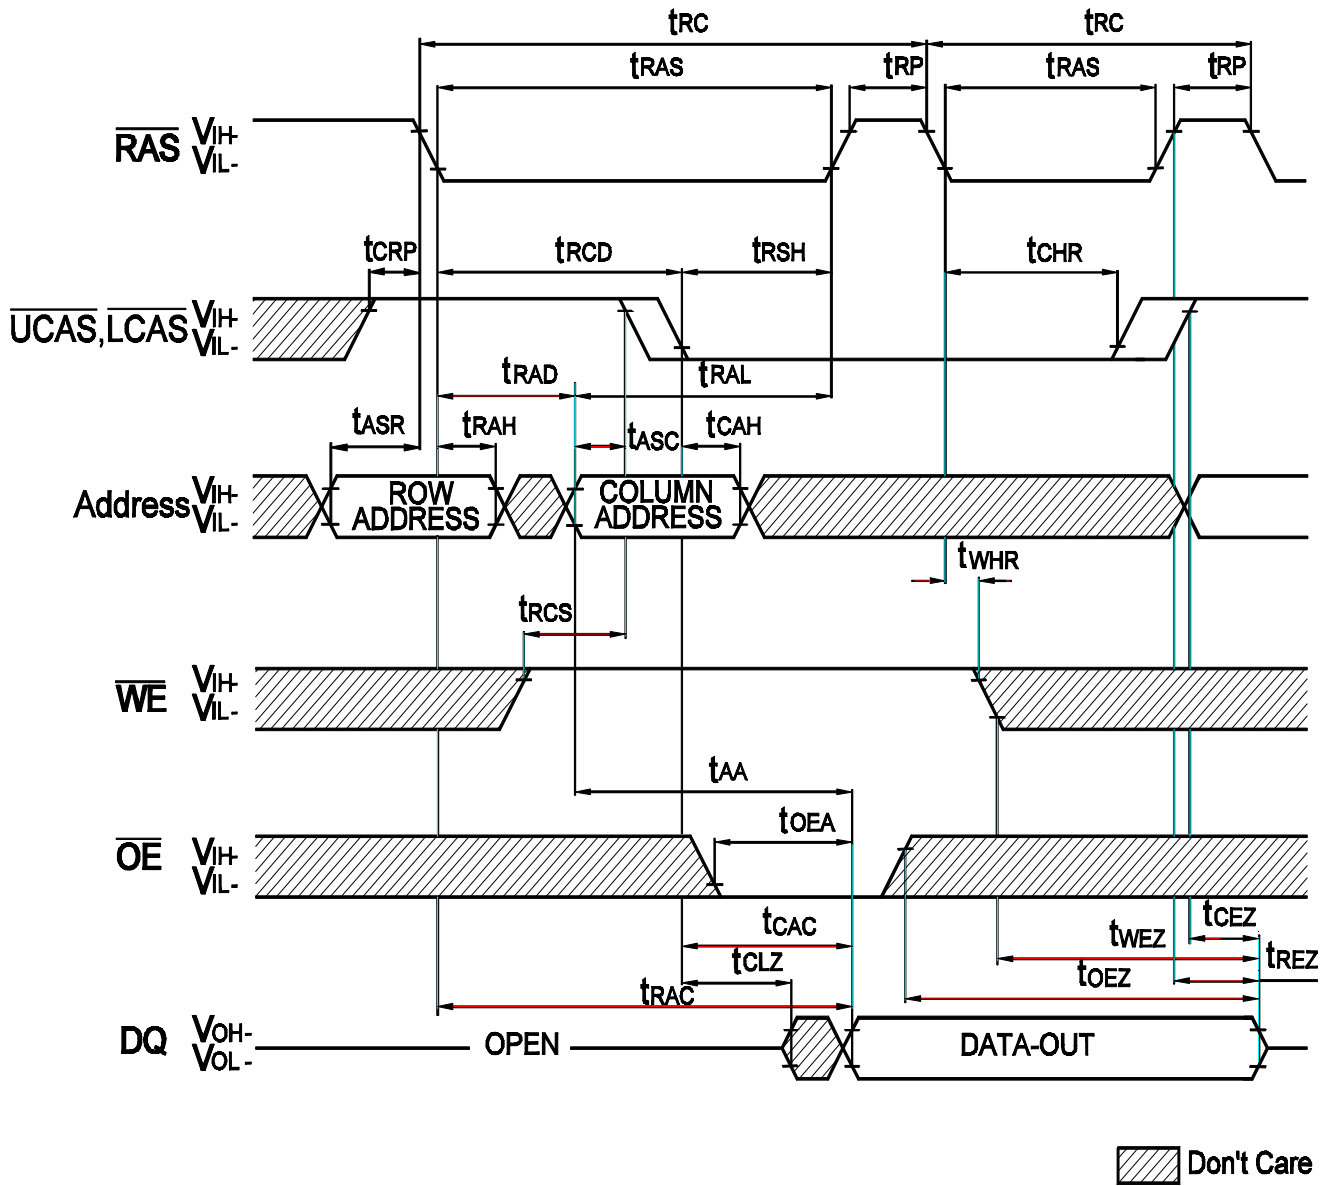 tRC tRC
tRAS tRP tRAS tRP
RAS VIH-
VIL-
tCRP tRCD tRSH tCHR
UCAS,LCAS VIH-
VIL-
tRAD tRAL
tASR tRAH tASC tCAH
Address VIH-
VIL-
ROW
ADDRESS
COLUMN
ADDRESS
tWHR
tRCS
WE VIH-
VIL-
tAA
tOEA
OE VIH-
VIL-
tCAC tCEZ
tWEZ
tCLZ tOEZ tREZ
tRAC
DQ VOH-
VOL-
OPEN DATA-OUT
Don't Care